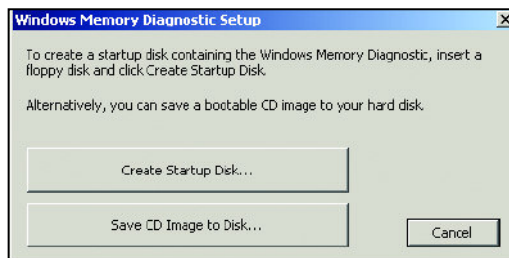 Windows Memory Diagnostic Setup
To create a startup disk containing the Windows Memory Diagnostic, insert a
floppy disk and click Create Startup Disk.
Alternatively, you can save a bootable CD image to your hard disk.
Create Startup Disk...
Save CD Image to Disk...
Cancel